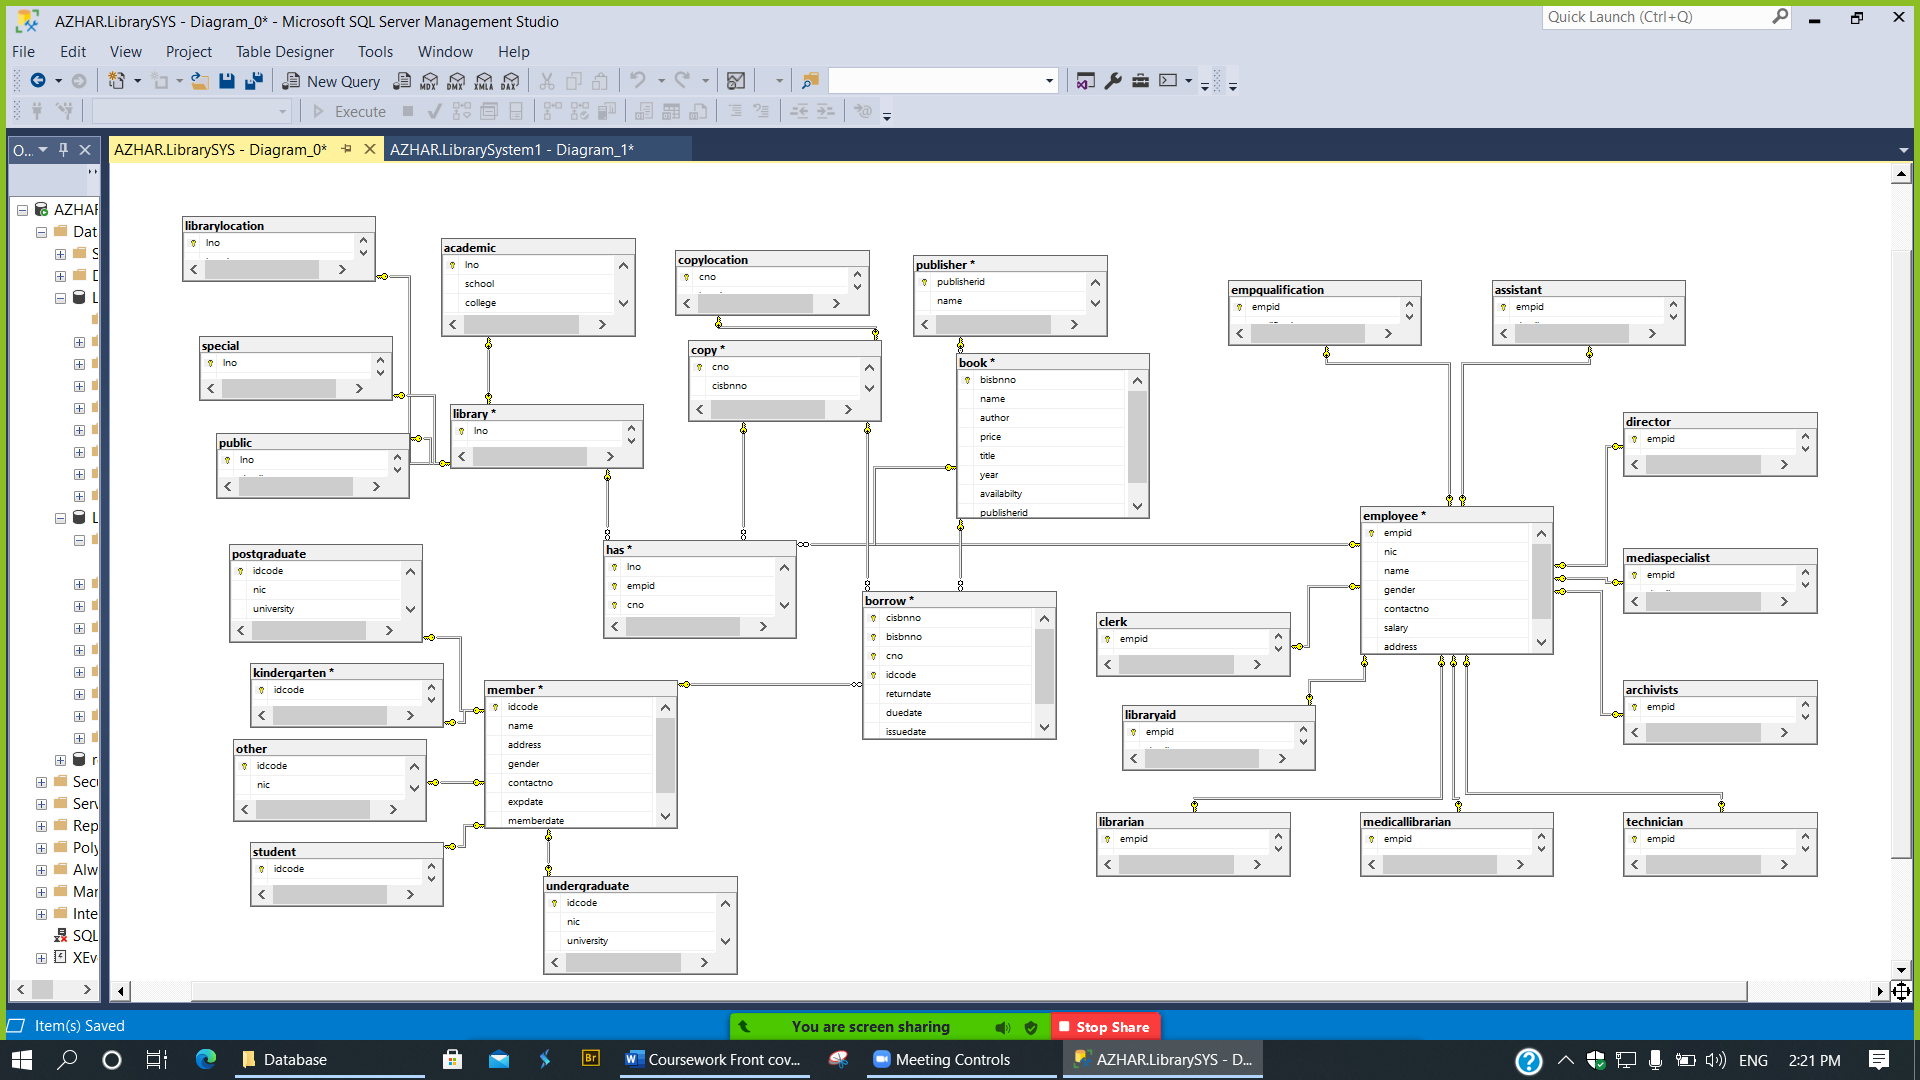 AZHAR.LibrarySYS - Diagram_0* - Microsoft SQL Server Management Studio
Quick Launch (Ctrl+Q)
File Edit View Project Table Designer Tools Window Help
New Query
MDX DMX XMLA DAX
Execute
O...
AZHAR.LibrarySYS - Diagram_0*
AZHAR.LibrarySystem1 - Diagram_1*
AZHAR
Dat
S
D
L
L
r
Secu
Serv
Rep
Poly
Alw
Man
Inte
SQL
XEv
librarylocation
lno
academic
lno
school
college
copylocation
cno
publisher *
publisherid
name
empqualification
empid
assistant
empid
special
lno
copy *
cno
cisbnno
book *
bisbnno
name
author
price
title
year
availabilty
publisherid
library *
lno
public
lno
director
empid
employee *
empid
nic
name
gender
contactno
salary
address
has *
lno
empid
cno
postgraduate
idcode
nic
university
mediaspecialist
empid
borrow *
cisbnno
bisbnno
cno
idcode
returndate
duedate
issuedate
clerk
empid
kindergarten *
idcode
member *
idcode
name
address
gender
contactno
expdate
memberdate
archivists
empid
libraryaid
empid
other
idcode
nic
librarian
empid
medicallibrarian
empid
technician
empid
student
idcode
undergraduate
idcode
nic
university
Item(s) Saved
You are screen sharing
Stop Share
Database
Br
Coursework Front cov...
Meeting Controls
AZHAR.LibrarySYS - D...
ENG
2:21 PM